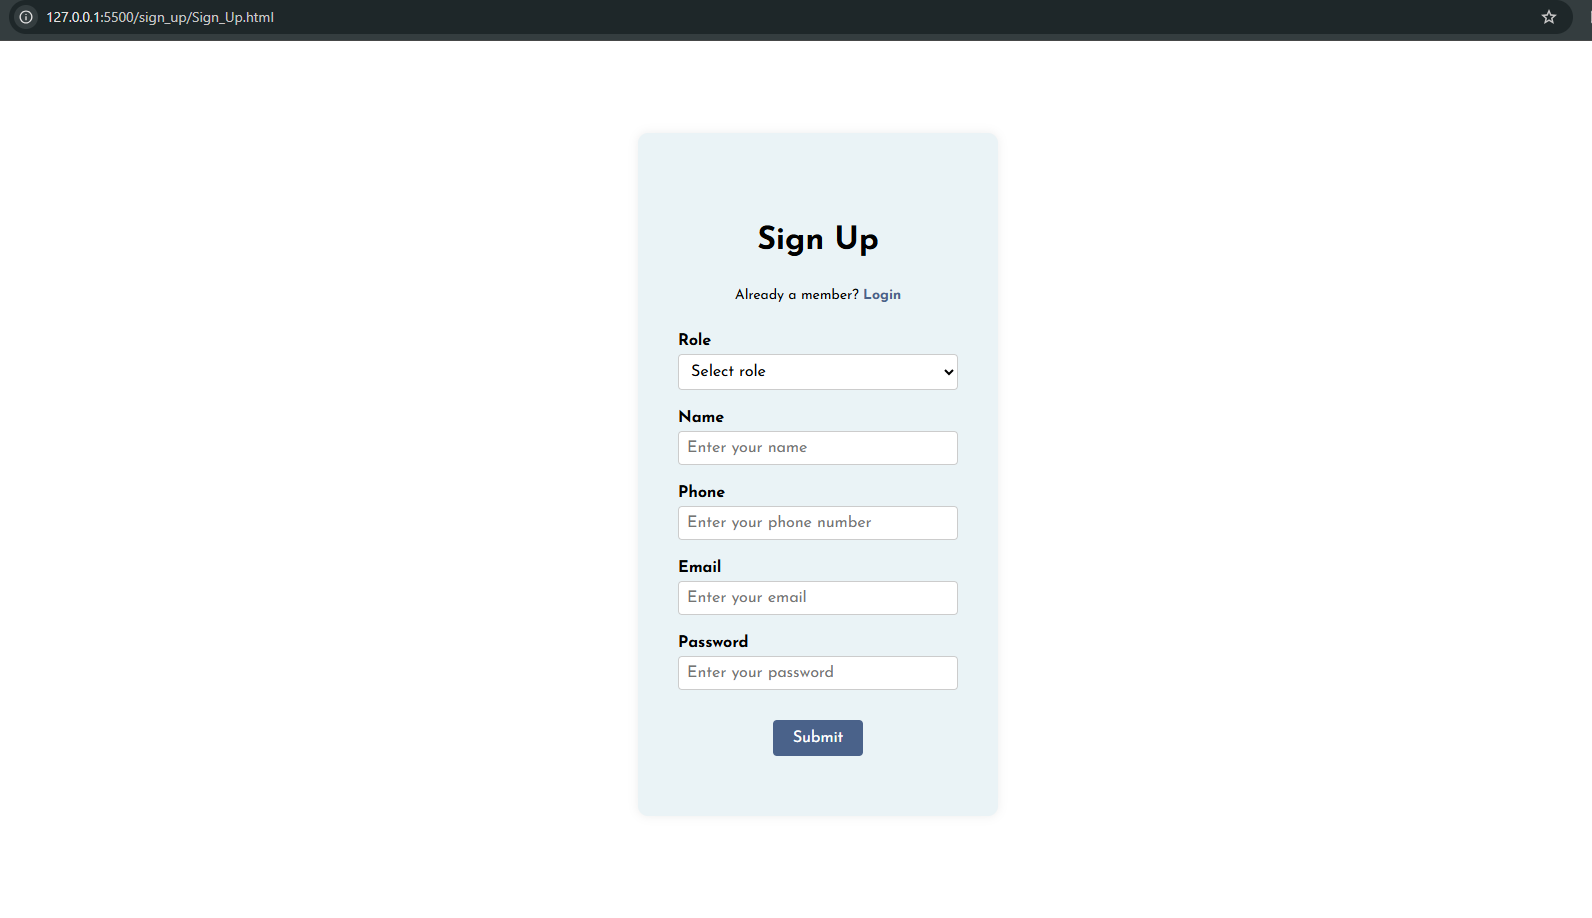 127.0.0.1:5500/sign_up/Sign_Up.html
Sign Up
Already a member? Login
Role
Select role
Name
Enter your name
Phone
Enter your phone number
Email
Enter your email
Password
Enter your password
Submit